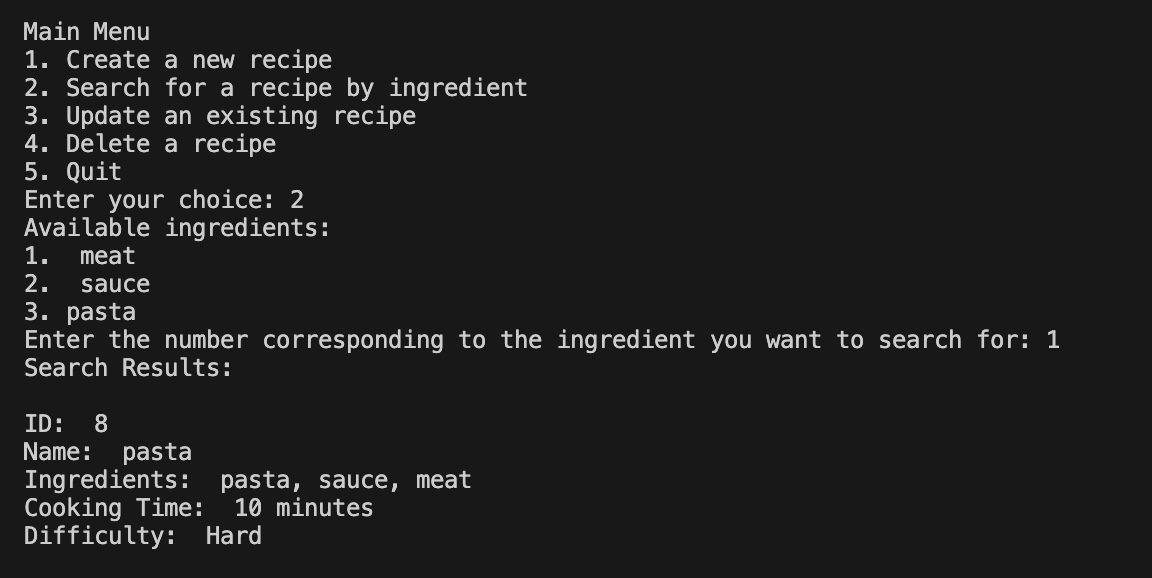 Main Menu
1. Create a new recipe
2. Search for a recipe by ingredient
3. Update an existing recipe
4. Delete a recipe
5. Quit
Enter your choice: 2
Available ingredients:
1.  meat
2.  sauce
3. pasta
Enter the number corresponding to the ingredient you want to search for: 1
Search Results:

ID:  8
Name:  pasta
Ingredients:  pasta, sauce, meat
Cooking Time:  10 minutes
Difficulty:  Hard